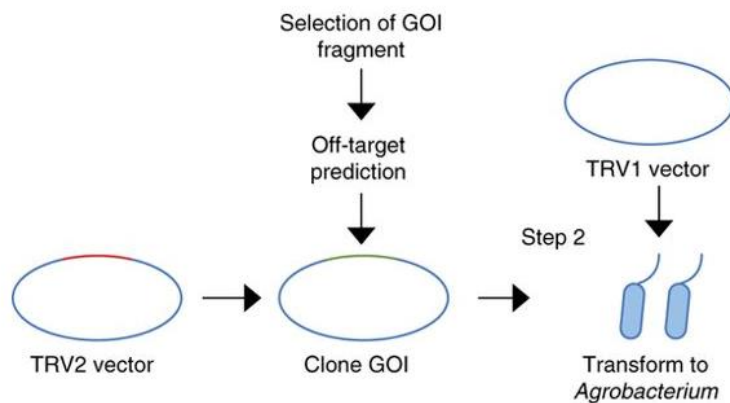 Selection of GOI
fragment
Off-target
prediction
TRV1 vector
Step 2
TRV2 vector
Clone GOI
Transform to
Agrobacterium